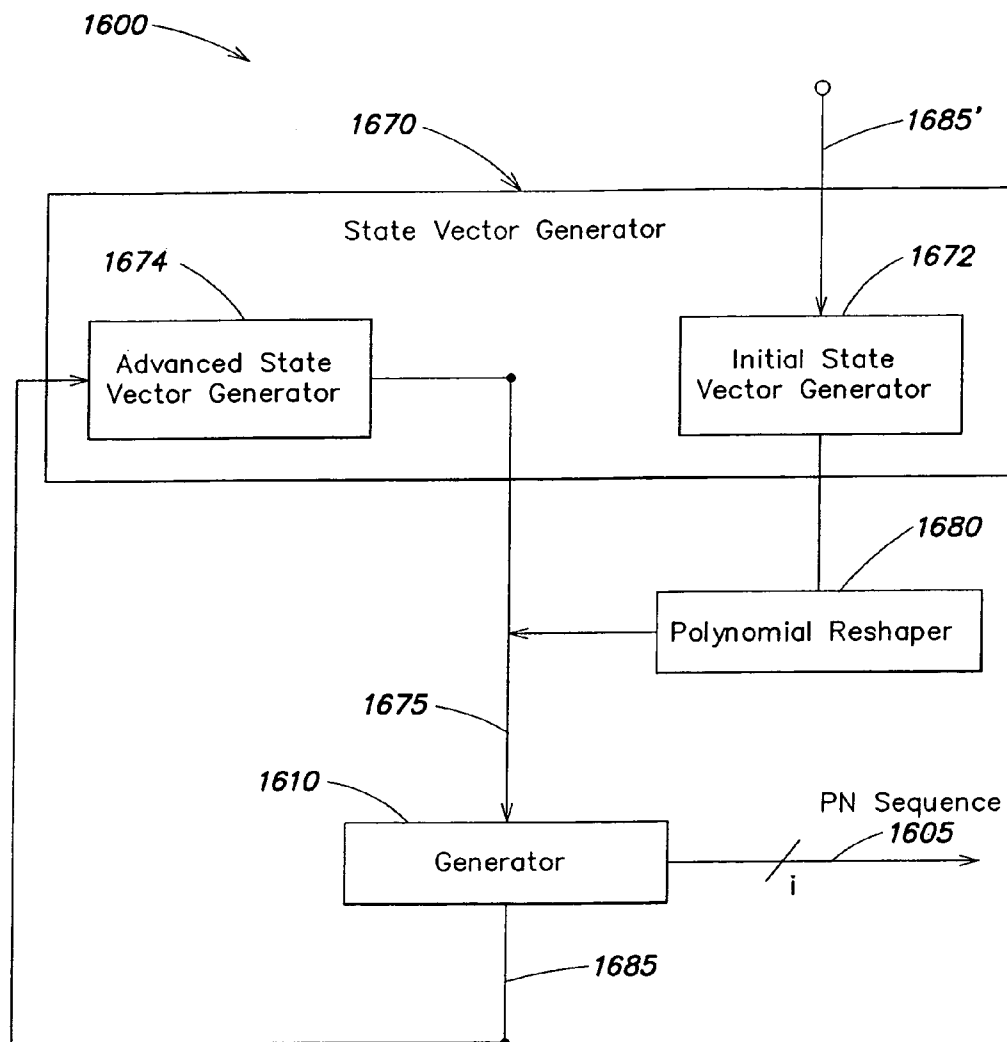 1600
1685'
1670
State Vector Generator
1674
1672
Advanced State
Vector Generator
Initial State
Vector Generator
1680
Polynomial Reshaper
1675
1610
PN Sequence
1605
Generator
i
1685